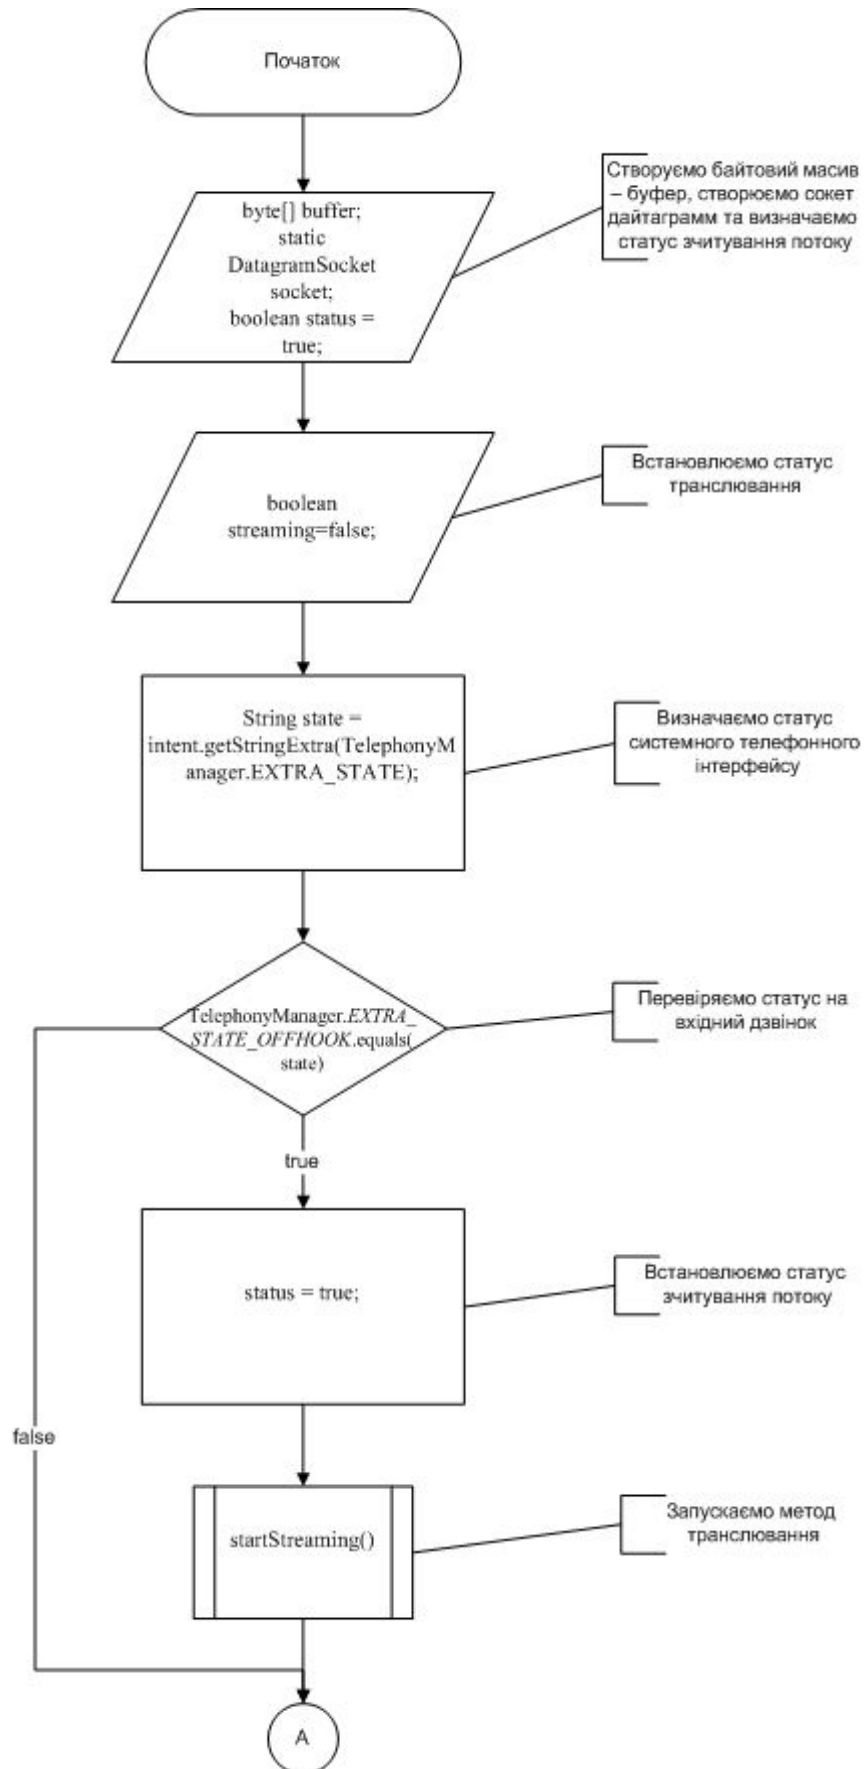 Початок
Створуємо байтовий масив
– буфер, створюємо сокет
дайтаграмм та визначаємо
статус зчитування потоку
byte[] buffer;
static
DatagramSocket
socket;
boolean status =
true;
Встановлюємо статус
транслювання
boolean
streaming=false;
String state =
intent.getStringExtra(TelephonyM
anager.EXTRA_STATE);
Визначаємо статус
системного телефонного
інтерфейсу
TelephonyManager.EXTRA_
STATE_OFFHOOK.equals(
state)
Перевіряємо статус на
вхідний дзвінок
true
status = true;
Встановлюємо статус
зчитування потоку
false
startStreaming()
Запускаємо метод
транслювання
A